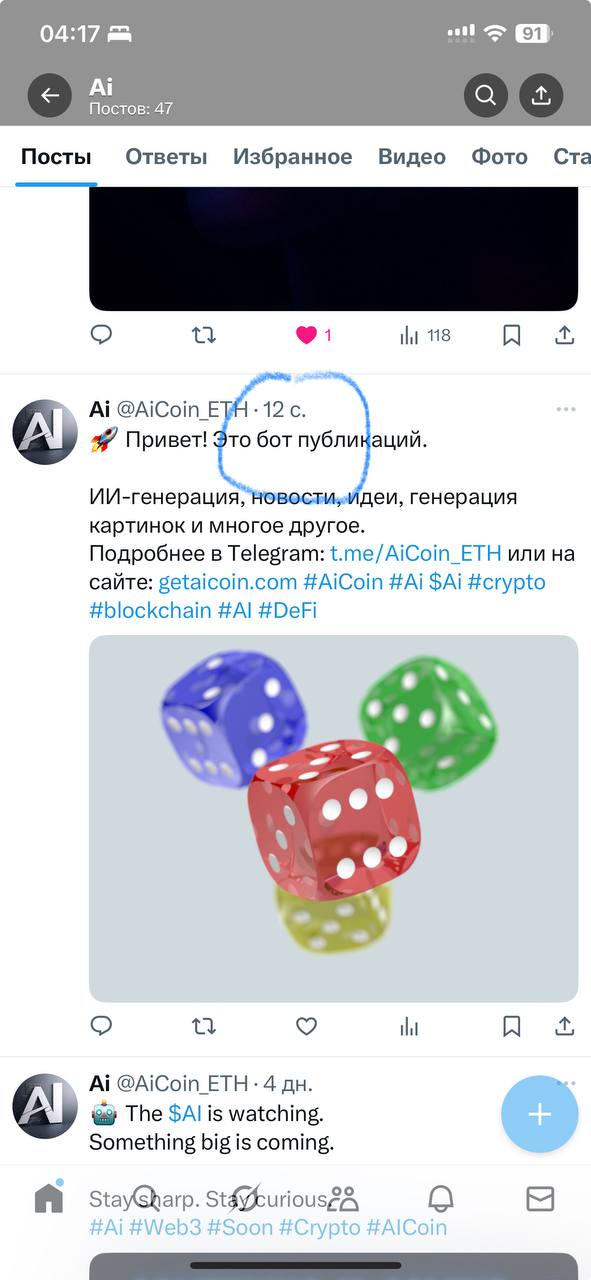 04:17
91
Ai
Постов: 47
Посты Ответы Избранное Видео Фото Ста
1 118
Ai @AiCoin_ETH · 12 с.
🚀 Привет! Это бот публикаций.
ИИ-генерация, новости, идеи, генерация
картинок и многое другое.
Подробнее в Telegram: t.me/AiCoin_ETH или на
сайте: getaicoin.com #AiCoin #Ai $Ai #crypto
#blockchain #AI #DeFi
Ai @AiCoin_ETH · 4 дн.
🤖 The $AI is watching.
Something big is coming.
Stay sharp. Stay curious.
#Ai #Web3 #Soon #Crypto #AICoin